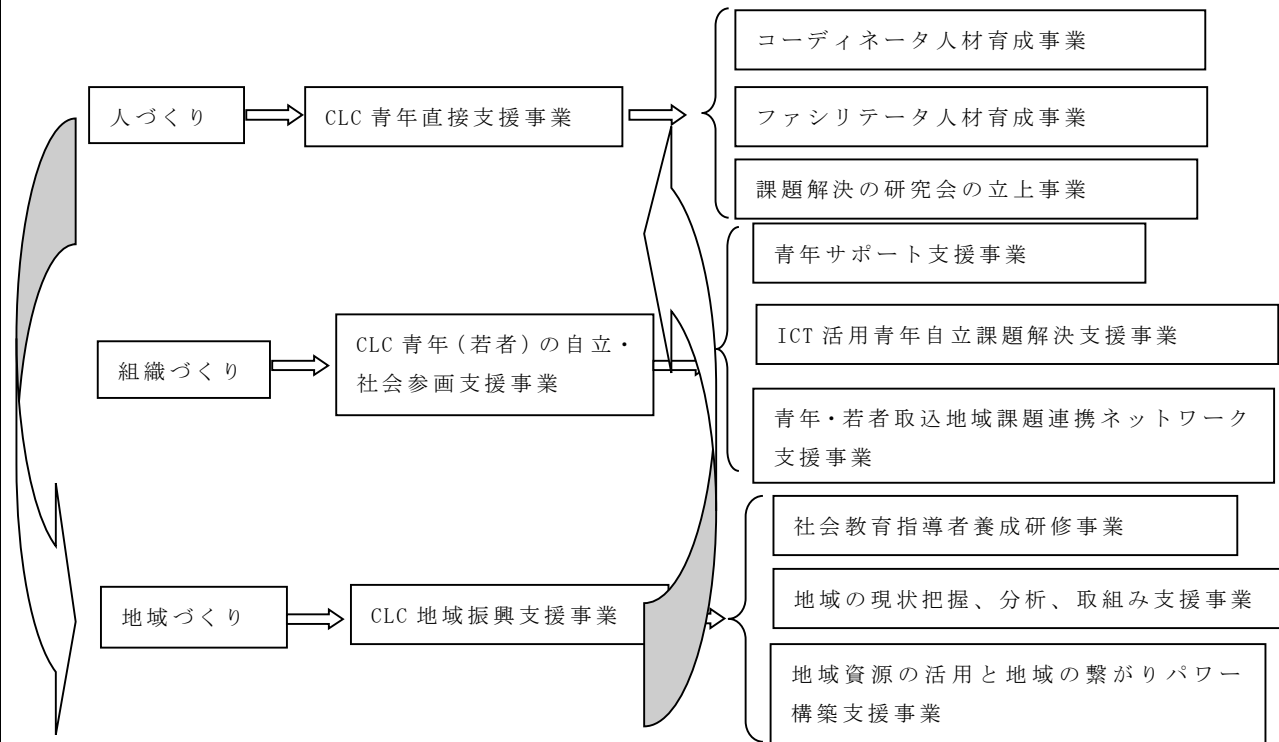 人づくり
CLC 青年直接支援事業
コーディネータ人材育成事業
ファシリテータ人材育成事業
課題解決の研究会の立上事業
組織づくり
CLC 青年(若者)の自立・
社会参画支援事業
青年サポート支援事業
ICT 活用青年自立課題解決支援事業
青年・若者取込地域課題連携ネットワーク
支援事業
地域づくり
CLC 地域振興支援事業
社会教育指導者養成研修事業
地域の現状把握、分析、取組み支援事業
地域資源の活用と地域の繋がりパワー
構築支援事業